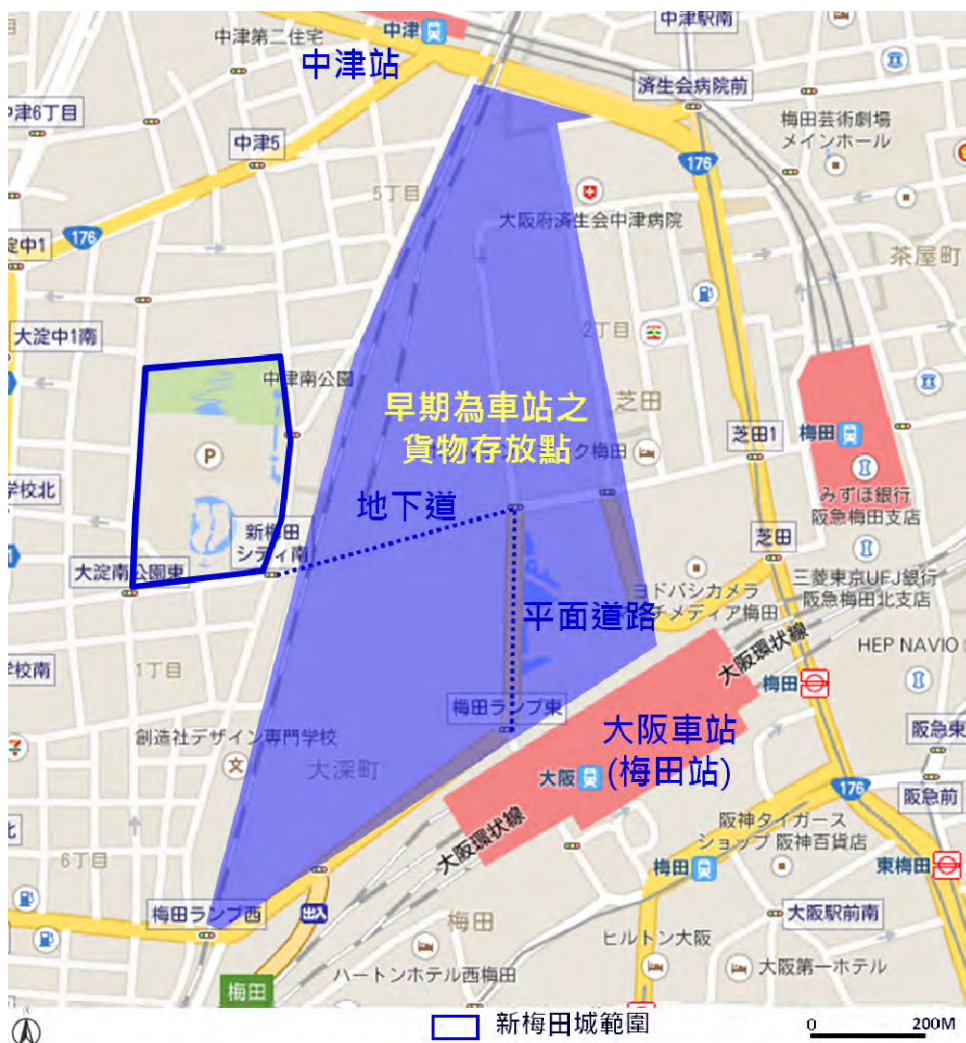 中津
中津駅南
中津第二住宅
中津站
済生会病院前
中津6丁目
梅田芸術劇場
メインホール
中津5
176
5丁目
大阪府済生会中津病院
淀中1
176
茶屋町
大淀中1南
2丁目
中津南公園
早期為車站之
貨物存放點
芝田
芝田1
梅田
ク梅田
P
学校北
みずほ銀行
阪急梅田支店
地下道
新梅田
シティ南
芝田
大淀南公園東
三菱東京UFJ銀行
阪急梅田北支店
ヨドバシカメラ
チメディア梅田
平面道路
HEP NAVIO
大阪環状線
学校南
1丁目
梅田
梅田ランプ東
創造社デザイン専門学校
文
大深町
大阪車站
(梅田站)
阪急東
大阪
176
阪急前
阪神タイガース
ショップ 阪神百貨店
大阪環状線
6丁目
梅田
東梅田
梅田ランプ西
出入
梅田
大阪駅前南
ヒルトン大阪
ハートンホテル西梅田
大阪第一ホテル
梅田
新梅田城範圍
0 200M